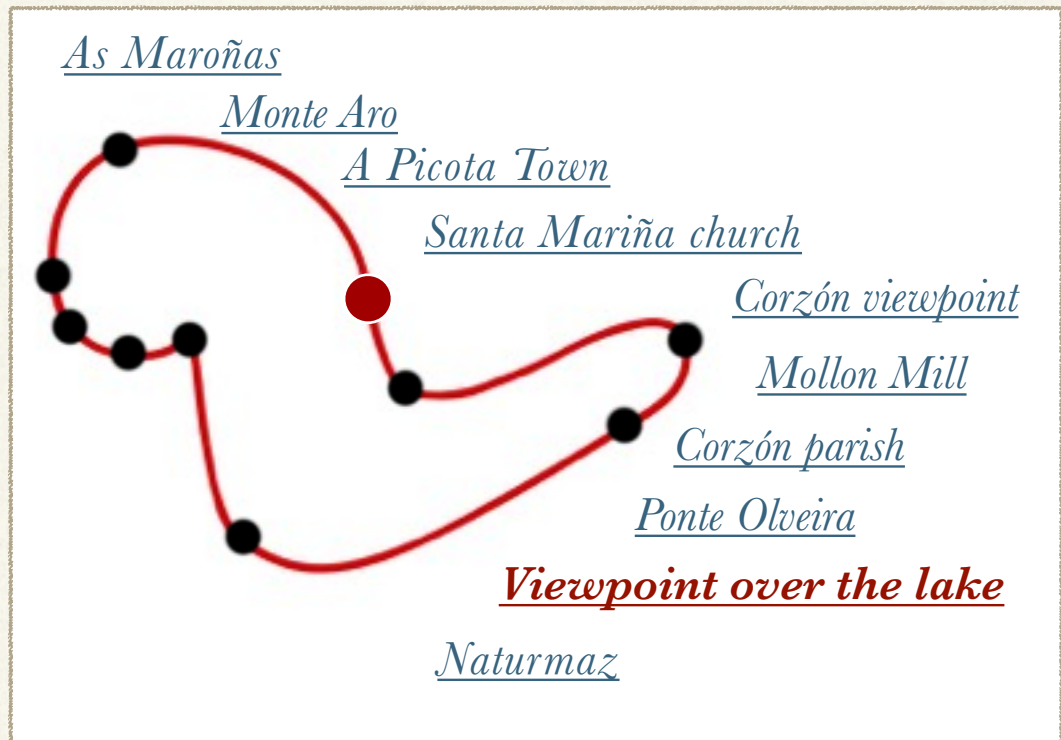 As Maroñas
Monte Aro
A Picota Town
Santa Mariña church
Corzón viewpoint
Mollon Mill
Corzón parish
Ponte Olveira
Viewpoint over the lake
Naturmaz